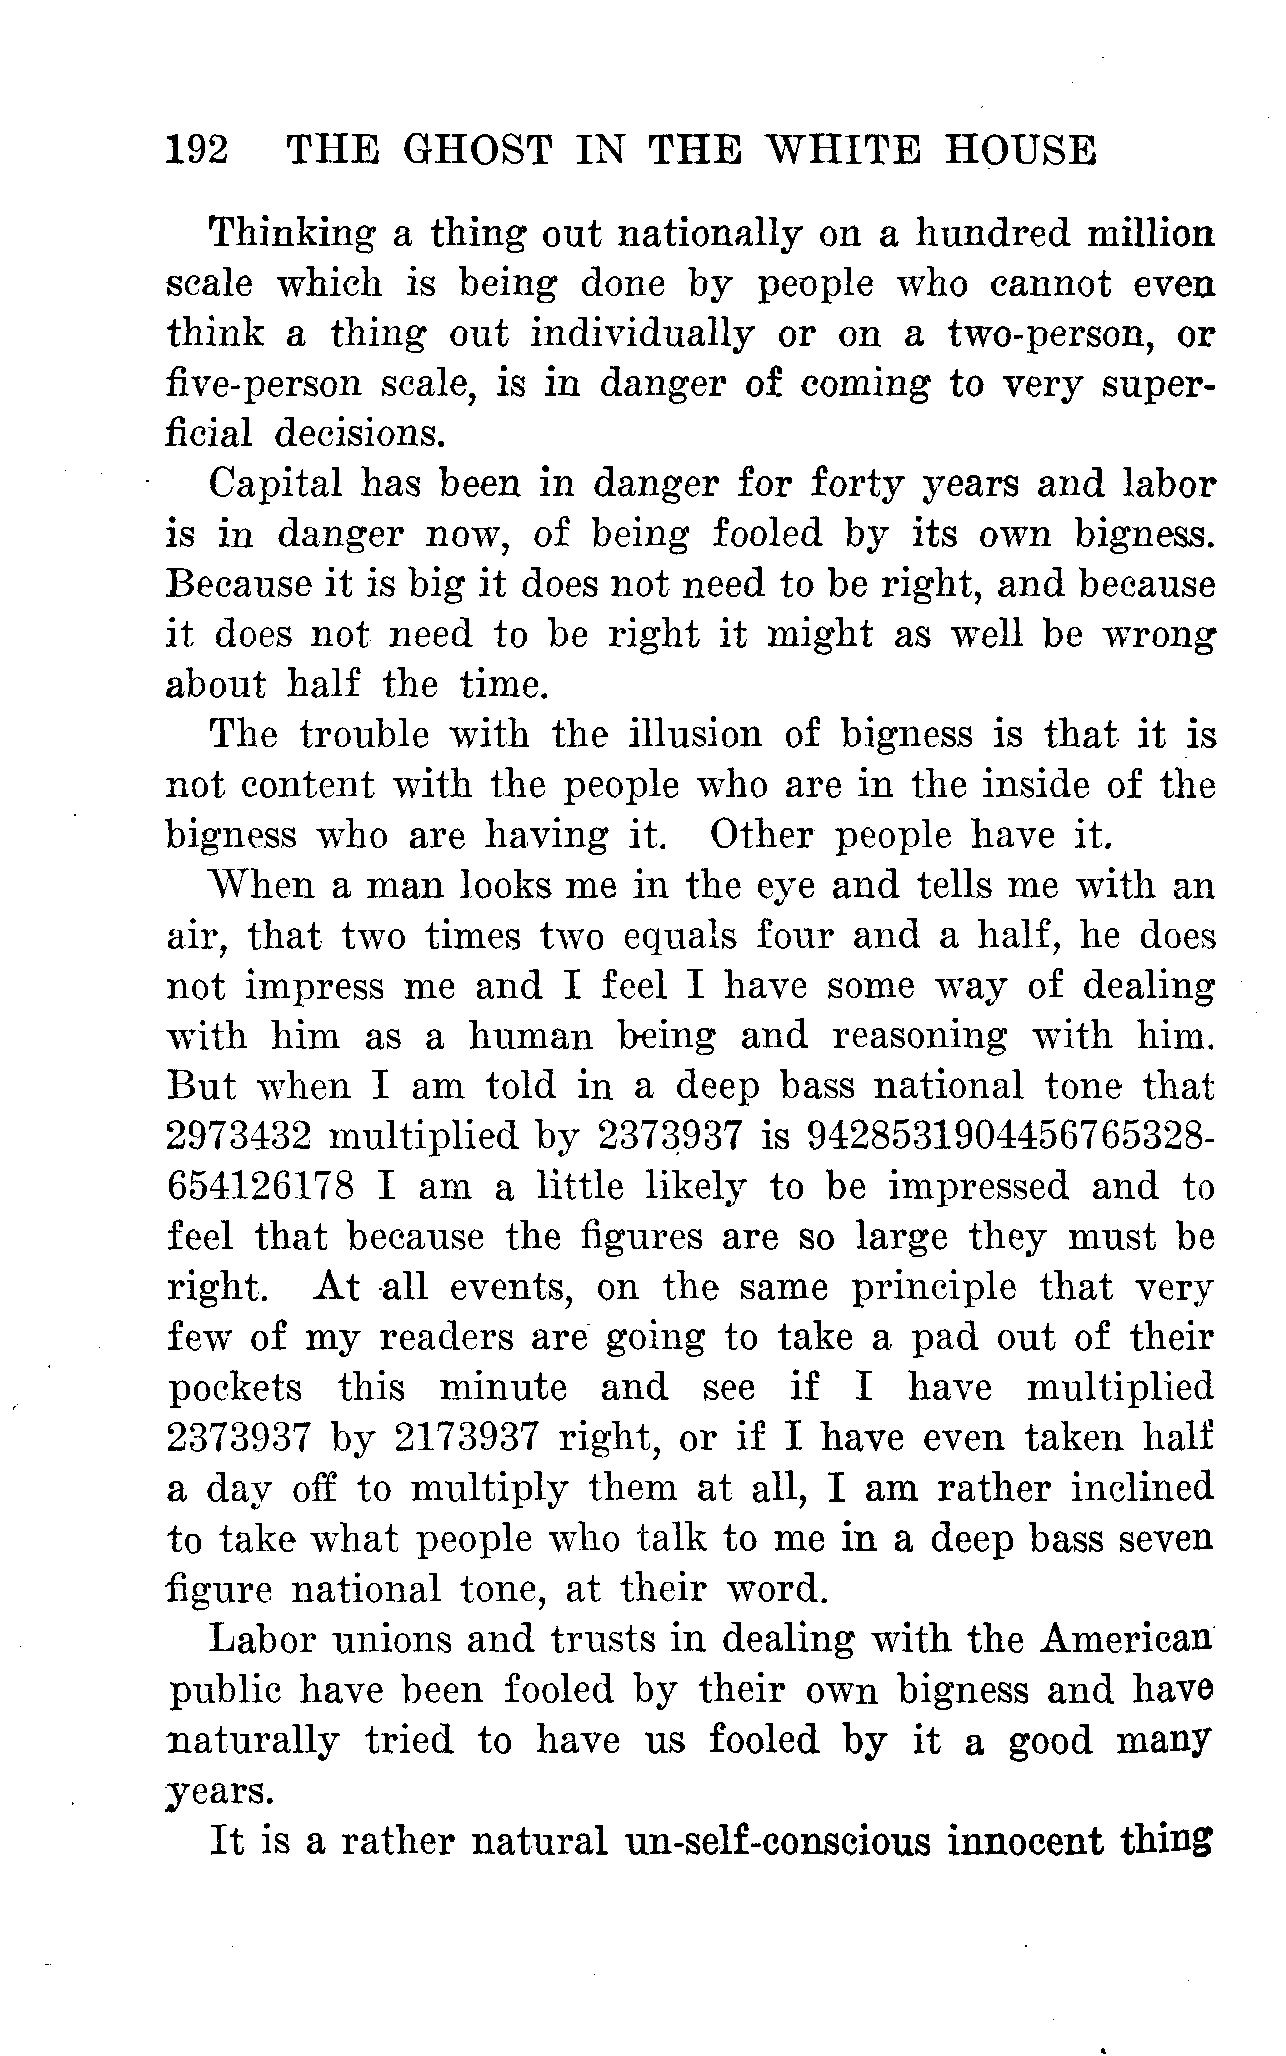 192 THE GHOST IN THE WHITE HOUSE
Thinking a thing out nationally on a hundred million
scale which is being done by people who cannot even
think a thing out individually or on a two-person, or
five-person scale, is in danger of coming to very super-
ficial decisions.
Capital has been in danger for forty years and labor
is in danger now, of being fooled by its own bigness.
Because it is big it does not need to be right, and because
it does not need to be right it might as well be wrong
about half the time.
The trouble with the illusion of bigness is that it is
not content with the people who are in the inside of the
bigness who are having it. Other people have it.
When a man looks me in the eye and tells me with an
air, that two times two equals four and a half, he does
not impress me and I feel I have some way of dealing
with him as a human being and reasoning with him.
But when I am told in a deep bass national tone that
2973432 multiplied by 2373937 is 9428531904456765328-
654126178 I am a little likely to be impressed and to
feel that because the figures are so large they must be
right. At all events, on the same principle that very
few of my readers are going to take a pad out of their
pockets this minute and see if I have multiplied
2373937 by 2173937 right, or if I have even taken half
a day off to multiply them at all, I am rather inclined
to take what people who talk to me in a deep bass seven
figure national tone, at their word.
Labor unions and trusts in dealing with the American
public have been fooled by their own bigness and have
naturally tried to have us fooled by it a good many
years.
It is a rather natural un-self-conscious innocent thing